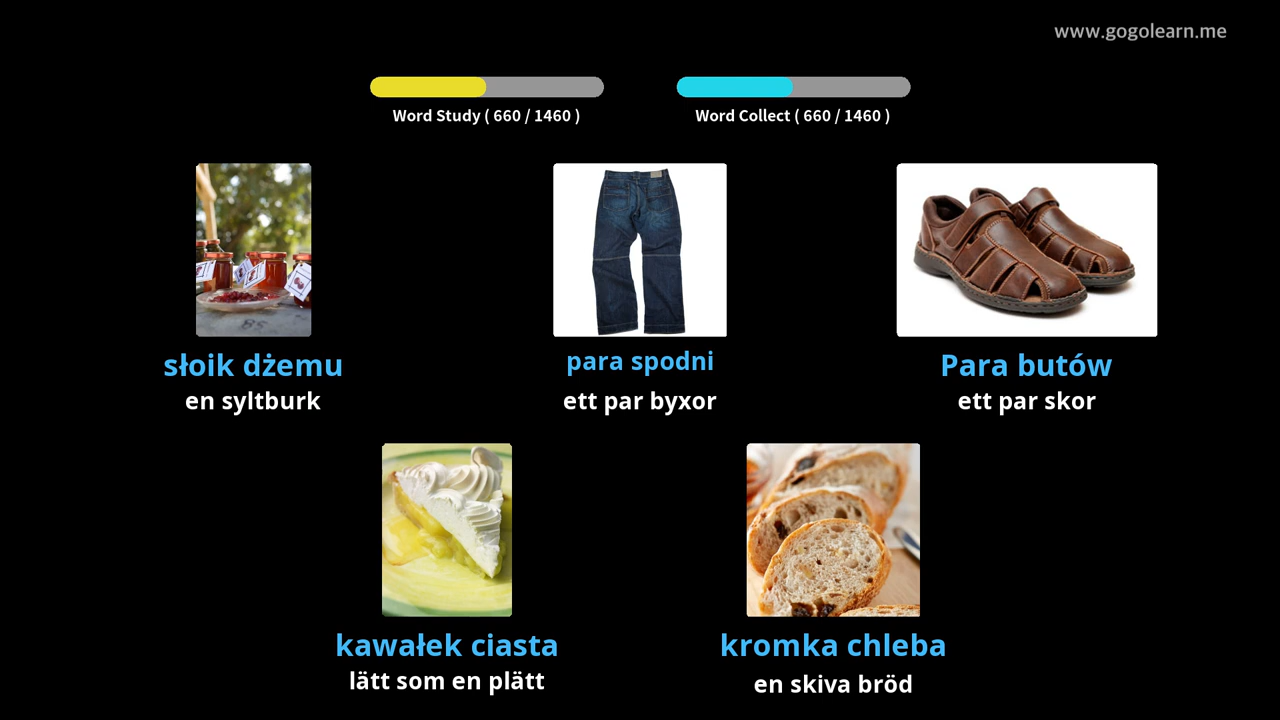 www.gogolearn.me
Word Study ( 660 / 1460 )
Word Collect ( 660 / 1460 )
słoik dżemu
en syltburk
para spodni
ett par byxor
Para butów
ett par skor
kawałek ciasta
lätt som en plätt
kromka chleba
en skiva bröd